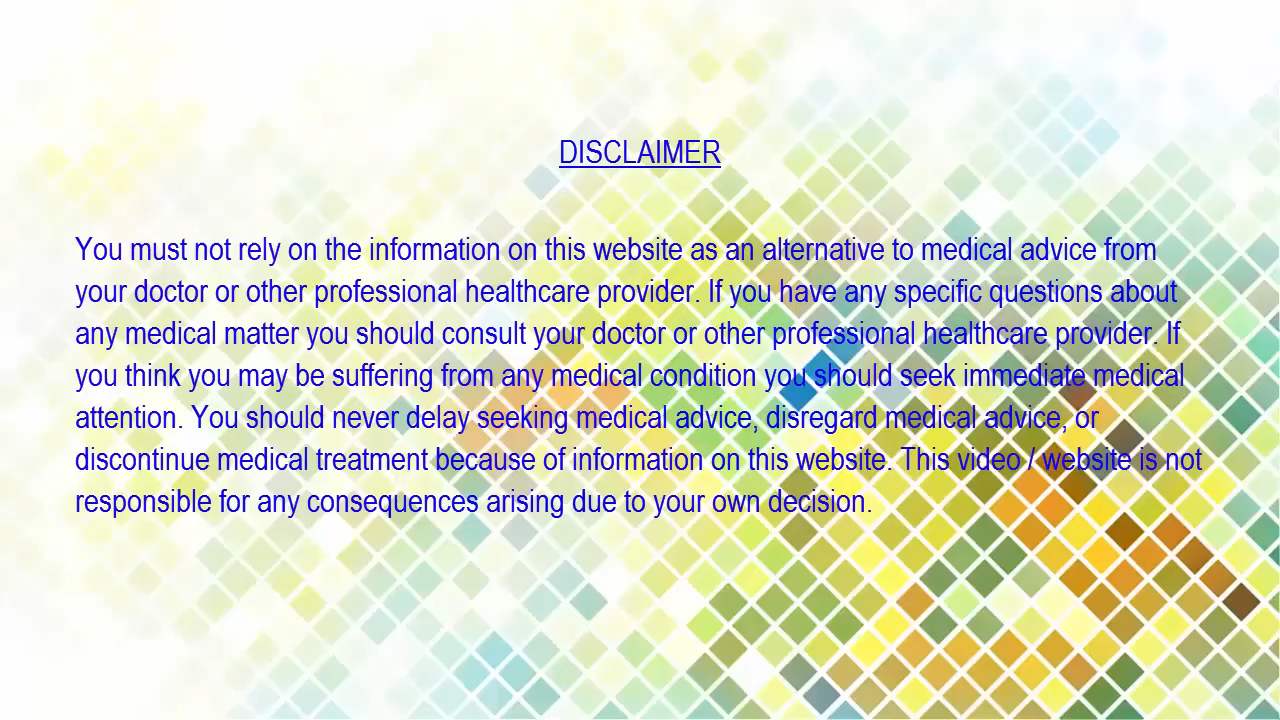 DISCLAIMER
You must not rely on the information on this website as an alternative to medical advice from
your doctor or other professional healthcare provider. If you have any specific questions about
any medical matter you should consult your doctor or other professional healthcare provider. If
you think you may be suffering from any medical condition you should seek immediate medical
attention. You should never delay seeking medical advice, disregard medical advice, or
discontinue medical treatment because of information on this website. This video / website is not
responsible for any consequences arising due to your own decision.